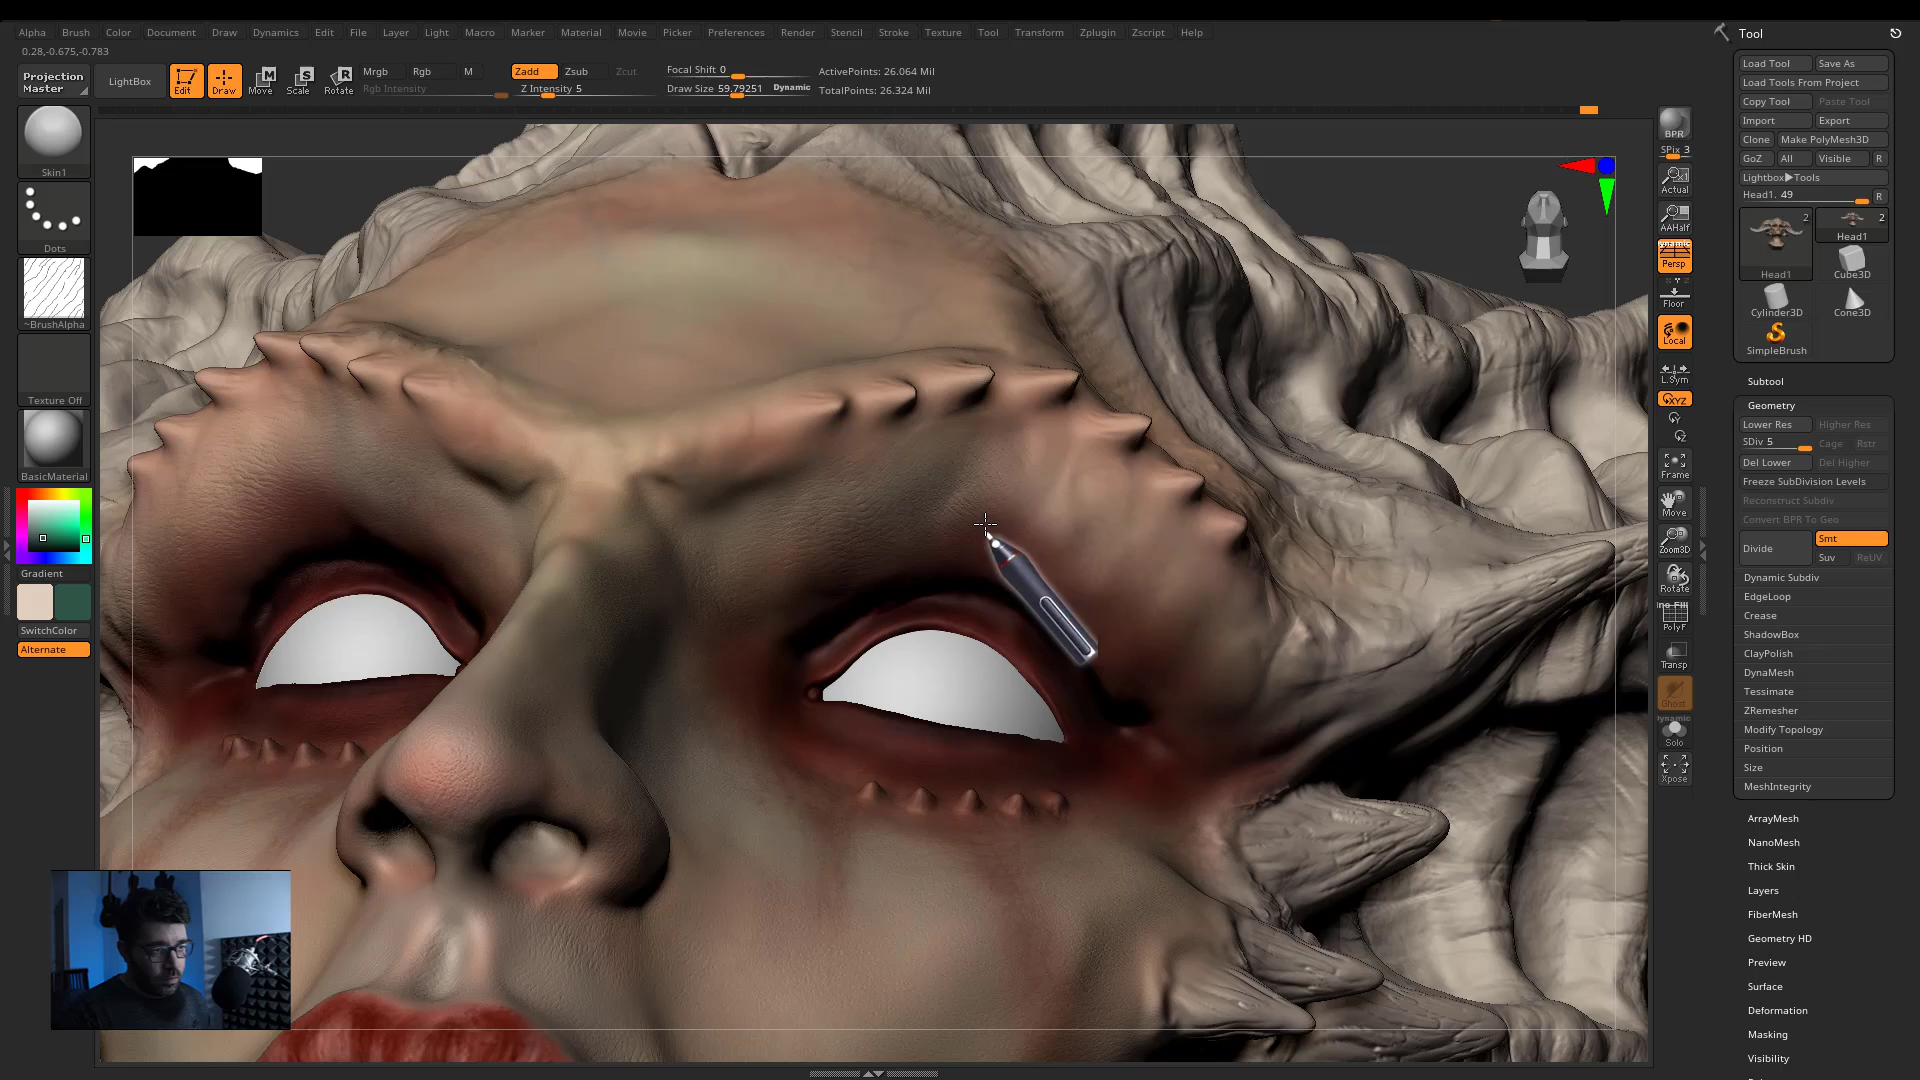 Alpha Brush Color Document Draw Dynamics Edit File Layer Light Macro Marker Material Movie Picker Preferences Render Stencil Stroke Texture Tool Transform Zplugin Zscript Help
Tool
0.28,-0.675,-0.783
Projection Master
LightBox
Edit
Draw
Move
Scale
Rotate
Mrgb Rgb M
Rgb Intensity
Zadd Zsub Zcut
Z Intensity 5
Focal Shift 0
Draw Size 59.79251 Dynamic
ActivePoints: 26.064 Mil
TotalPoints: 26.324 Mil
Skin1
Dots
~BrushAlpha
Texture Off
BasicMaterial
Gradient
SwitchColor
Alternate
BPR
SPix 3
Actual
AAHalf
Dynamic
Persp
Floor
Local
L.Sym
XYZ
Frame
Move
Zoom3D
Rotate
PolyF
Transp
Ghost
Dynamic
Solo
Xpose
Load Tool Save As
Load Tools From Project
Copy Tool Paste Tool
Import Export
Clone Make PolyMesh3D
GoZ All Visible R
Lightbox▶Tools
Head1. 49 R
2 2
Head1
Head1 Cube3D
Cylinder3D Cone3D
SimpleBrush
Subtool
Geometry
Lower Res Higher Res
SDiv 5 Cage Rstr
Del Lower Del Higher
Freeze SubDivision Levels
Reconstruct Subdiv
Convert BPR To Geo
Divide Smt
Suv ReUV
Dynamic Subdiv
EdgeLoop
Crease
ShadowBox
ClayPolish
DynaMesh
Tessimate
ZRemesher
Modify Topology
Position
Size
MeshIntegrity
ArrayMesh
NanoMesh
Thick Skin
Layers
FiberMesh
Geometry HD
Preview
Surface
Deformation
Masking
Visibility